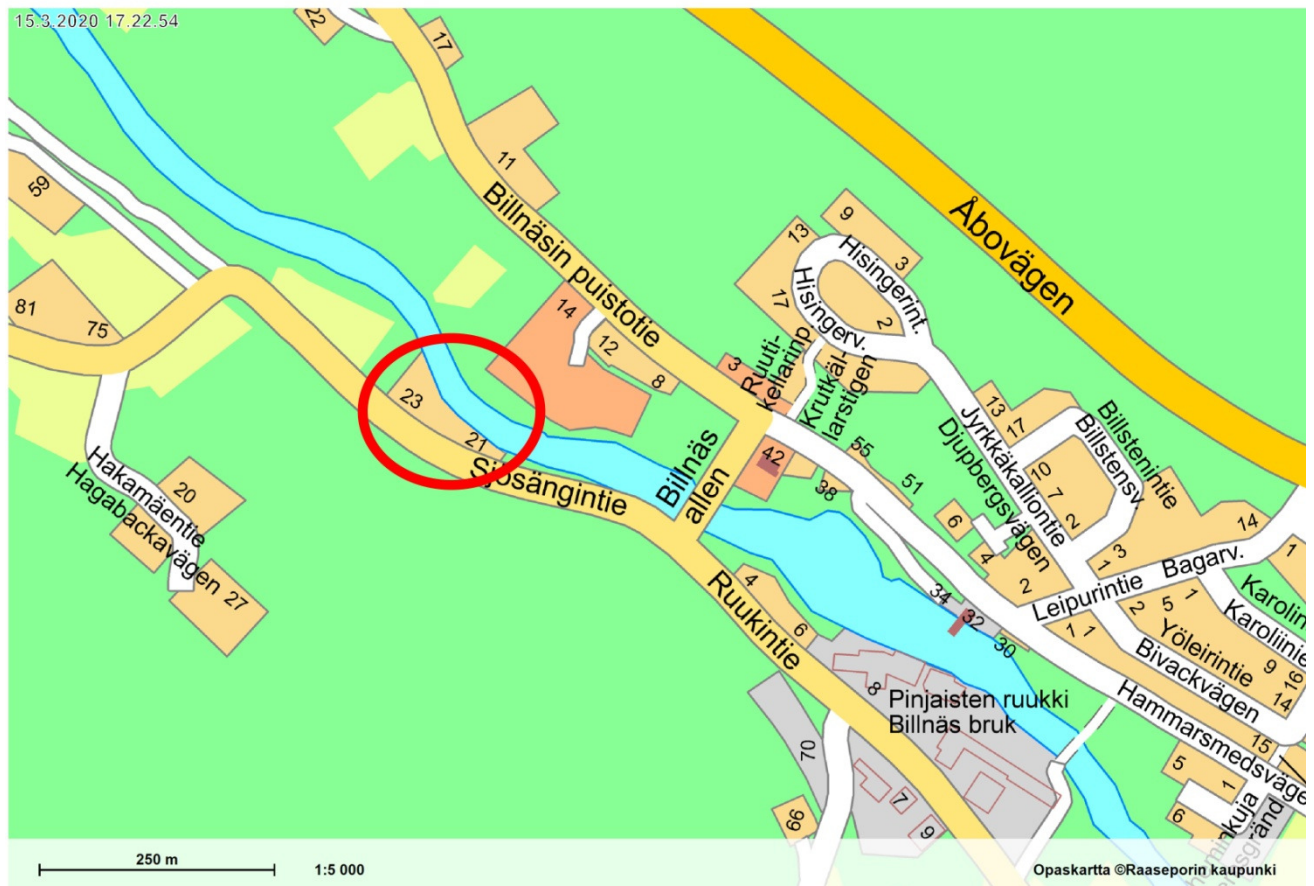 15.3.2020 17.22.54
22
17
11
Billnäsin puistotie
Åbovägen
59
81
75
14
12
8
13
9
3
Hisingerint.
Hisingerv.
17
2
3
Ruuti-
kellarinp.
Krutkäl-
larstigen
23
21
Sjösängintie
Billnäs
allen
42
55
38
51
13
17
Jyrkkäkalliontie
Djupbergsvägen
10
7
2
Billstensv.
Billstenintie
14
3
1
1
Hakamäentie
Hagabackavägen
20
27
6
4
2
Leipurintie
Bagarv.
1
5
2
Karolin
Karoliinie
Yöleirintie
Bivackvägen
9
16
14
34
32
30
1
1
4
6
Ruukintie
8
Pinjaisten ruukki
Billnäs bruk
Hammarsmedsväge
15
70
7
9
66
5
1
6
250 m
1:5 000
Opaskartta ©Raaseporin kaupunki